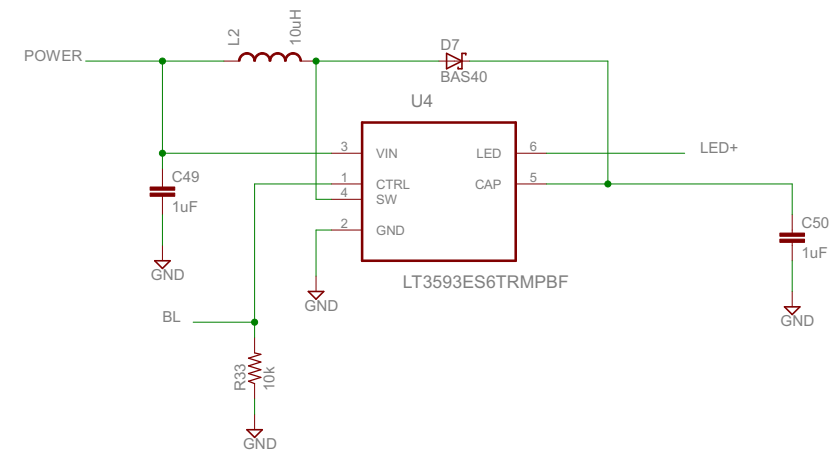 POWER
L2
10uH
D7
BAS40
U4
3
VIN
LED
6
LED+
1
CTRL
CAP
5
4
SW
2
GND
C49
1uF
GND
C50
1uF
GND
LT3593ES6TRMPBF
GND
BL
R33
10k
GND